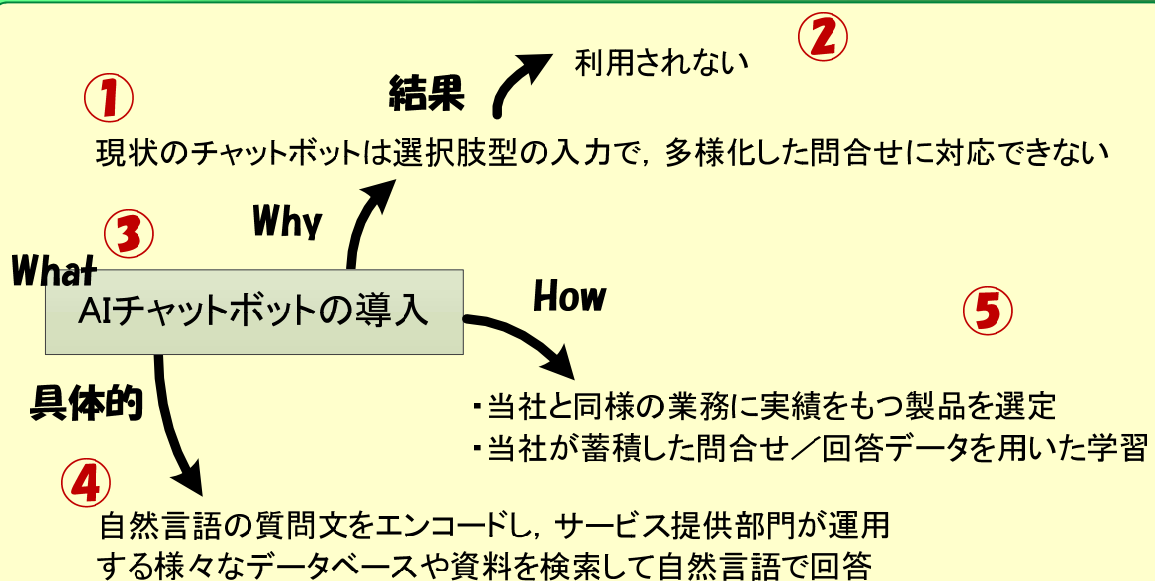 ②
利用されない
結果
①
現状のチャットボットは選択肢型の入力で，多様化した問合せに対応できない
Why
③
What
AIチャットボットの導入
How
⑤
具体的
・当社と同様の業務に実績をもつ製品を選定
・当社が蓄積した問合せ／回答データを用いた学習
④
自然言語の質問文をエンコードし，サービス提供部門が運用
する様々なデータベースや資料を検索して自然言語で回答